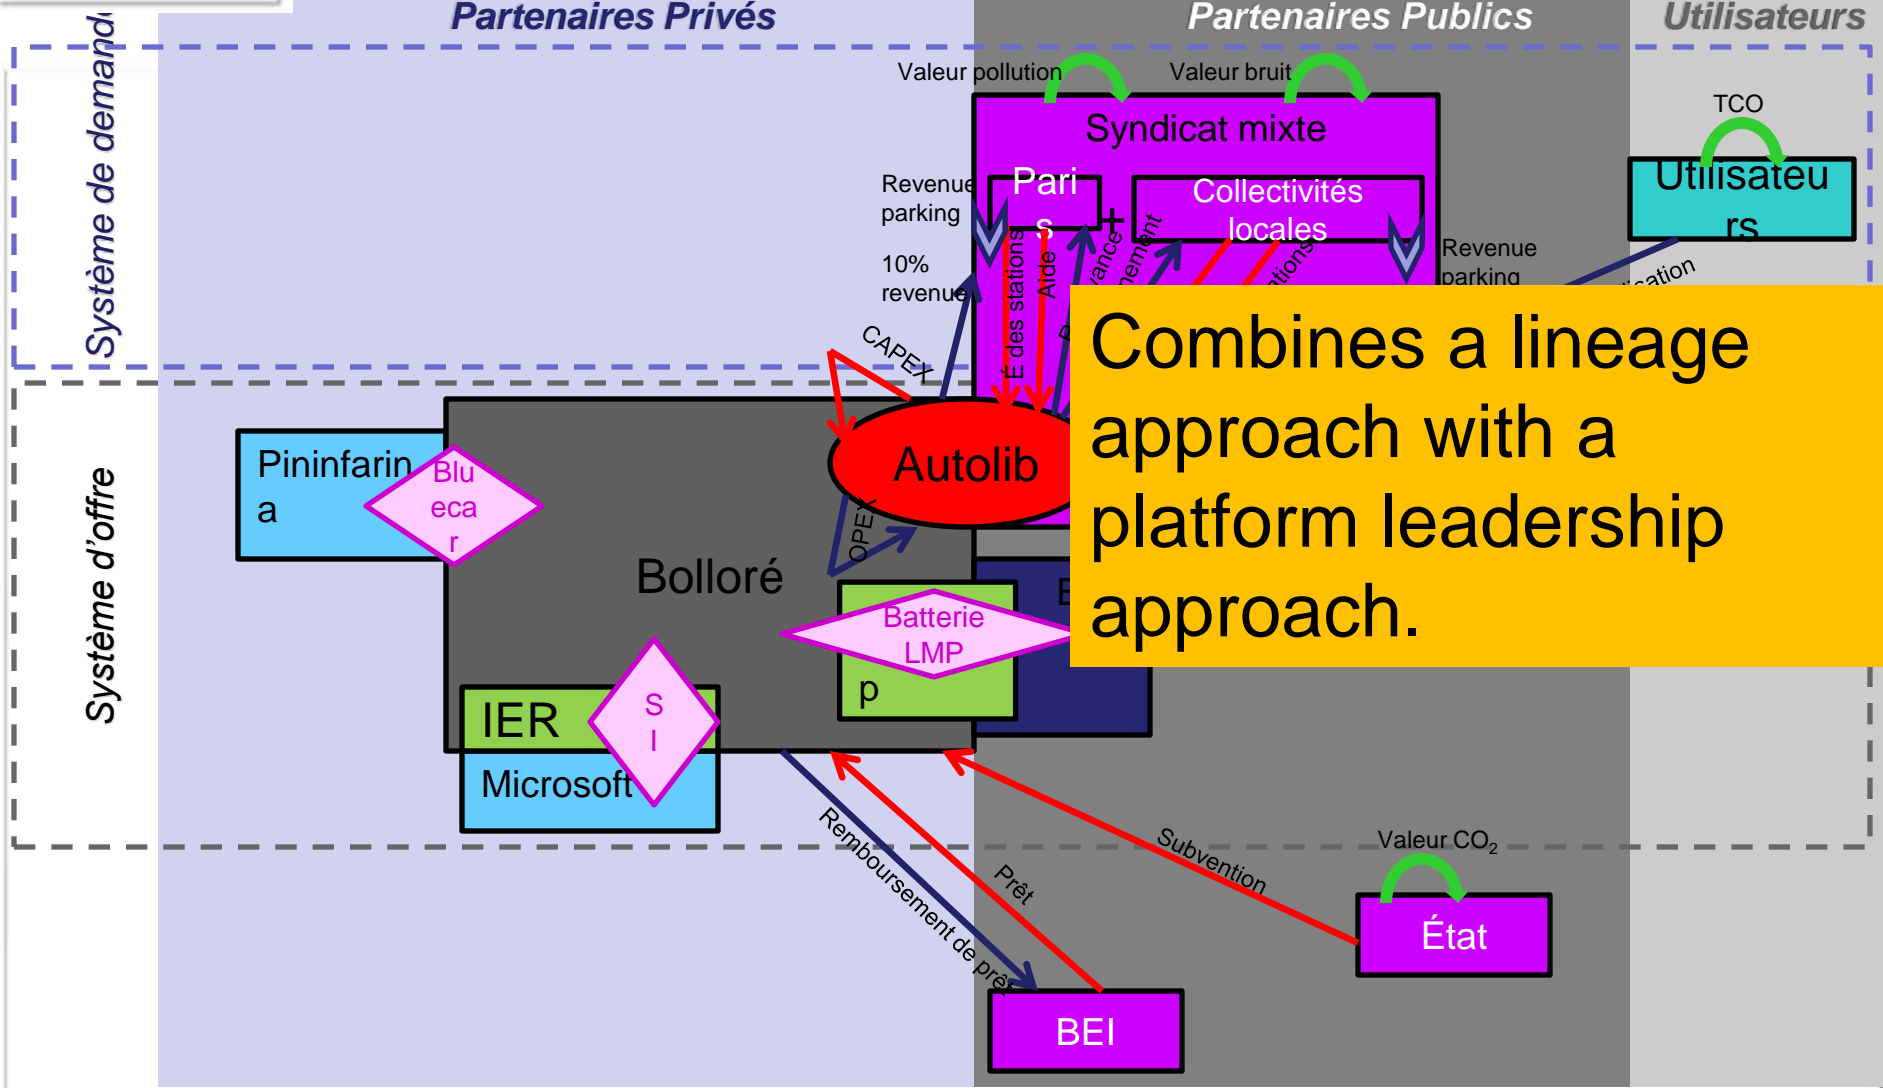 Partenaires Privés
Partenaires Publics
Utilisateurs
Système de demande
Valeur pollution
Valeur bruit
TCO
Syndicat mixte
Revenue
parking
Pari
s
+
Collectivités
locales
Utilisateu
rs
10%
revenue
Revenue
parking
É des stations
Aide
CAPEX
Combines a lineage
approach with a
platform leadership
approach.
Système d'offre
Pininfarin
a
Blu
eca
r
Autolib
OPEX
Bolloré
Batterie
LMP
p
IER
S
I
Microsoft
Remboursement de prêt
Prêt
Subvention
Valeur CO₂
État
BEI